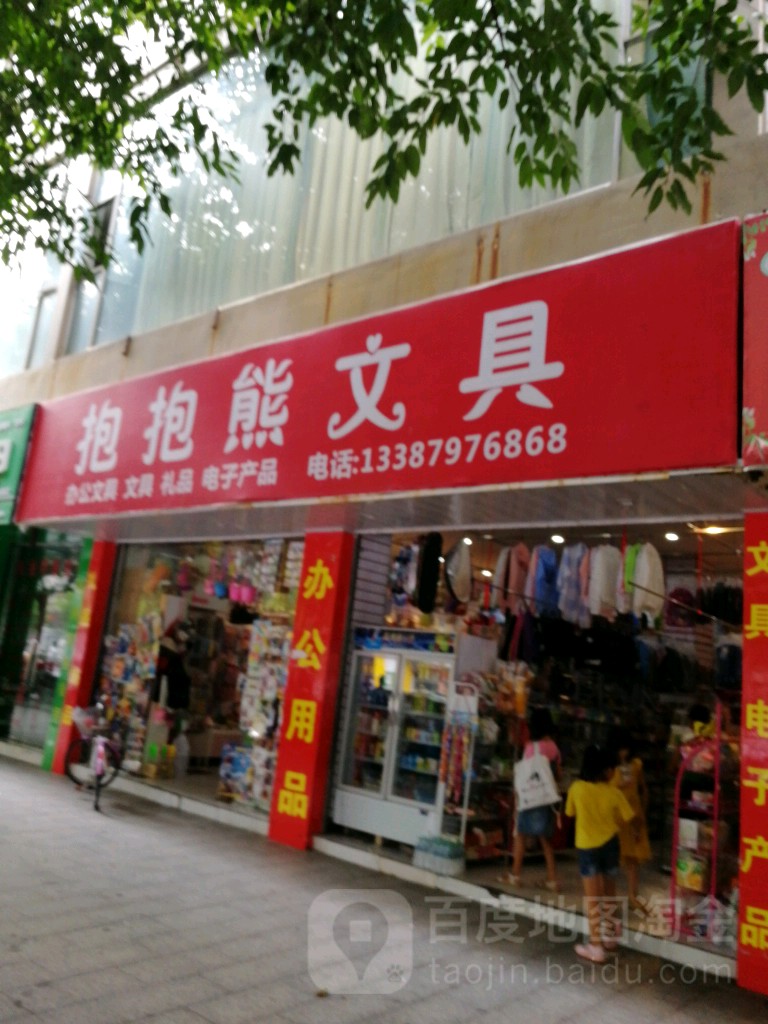 抱抱熊文具
办公文具 文具 礼品 电子产品 电话:13387976868
办公用品
文具电子产品
百度地图淘金
taojin.baidu.com